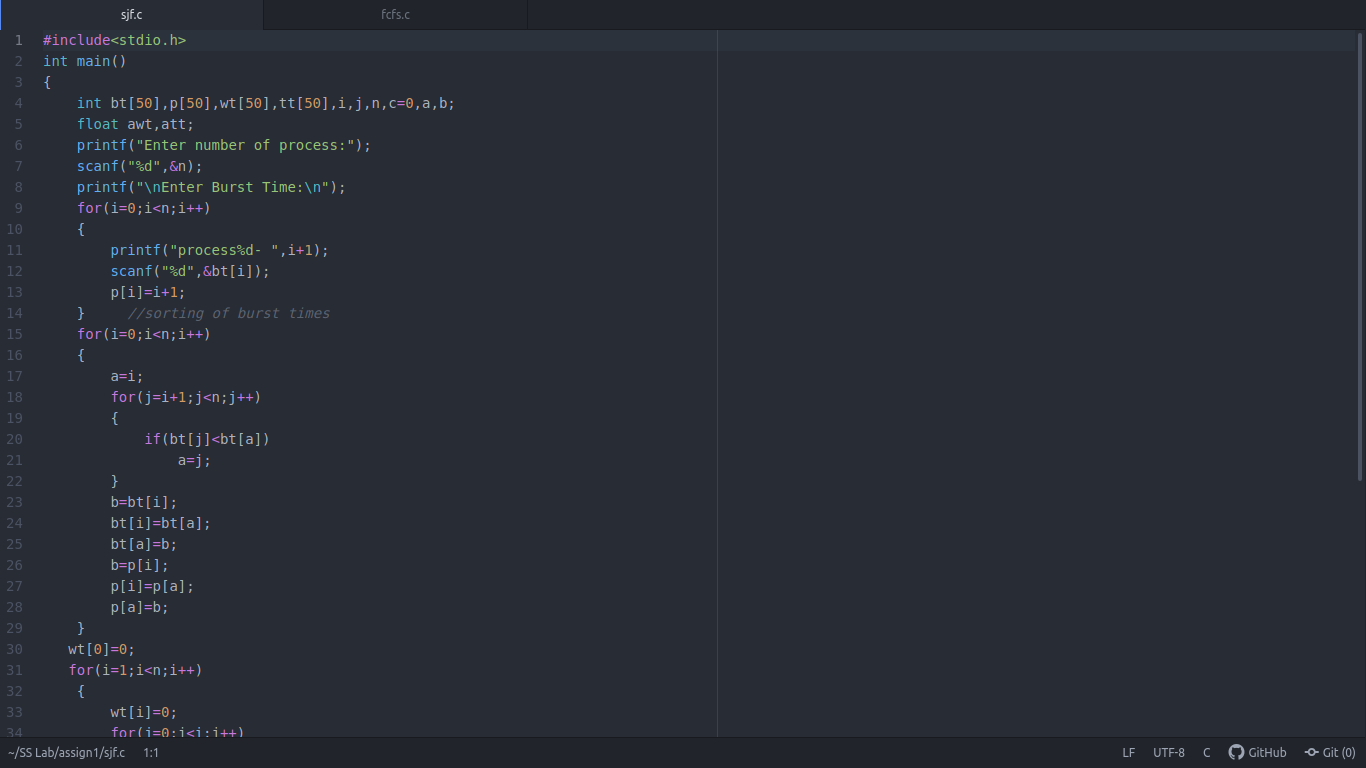 sjf.c
fcfs.c
1 #include<stdio.h>
2 int main()
3 {
4 int bt[50],p[50],wt[50],tt[50],i,j,n,c=0,a,b;
5 float awt,att;
6 printf("Enter number of process:");
7 scanf("%d",&n);
8 printf("\nEnter Burst Time:\n");
9 for(i=0;i<n;i++)
10 {
11 printf("process%d- ",i+1);
12 scanf("%d",&bt[i]);
13 p[i]=i+1;
14 } //sorting of burst times
15 for(i=0;i<n;i++)
16 {
17 a=i;
18 for(j=i+1;j<n;j++)
19 {
20 if(bt[j]<bt[a])
21 a=j;
22 }
23 b=bt[i];
24 bt[i]=bt[a];
25 bt[a]=b;
26 b=p[i];
27 p[i]=p[a];
28 p[a]=b;
29 }
30 wt[0]=0;
31 for(i=1;i<n;i++)
32 {
33 wt[i]=0;
34 for(j=0;j<i;j++)
~/SS Lab/assign1/sjf.c 1:1 LF UTF-8 C GitHub Git (0)